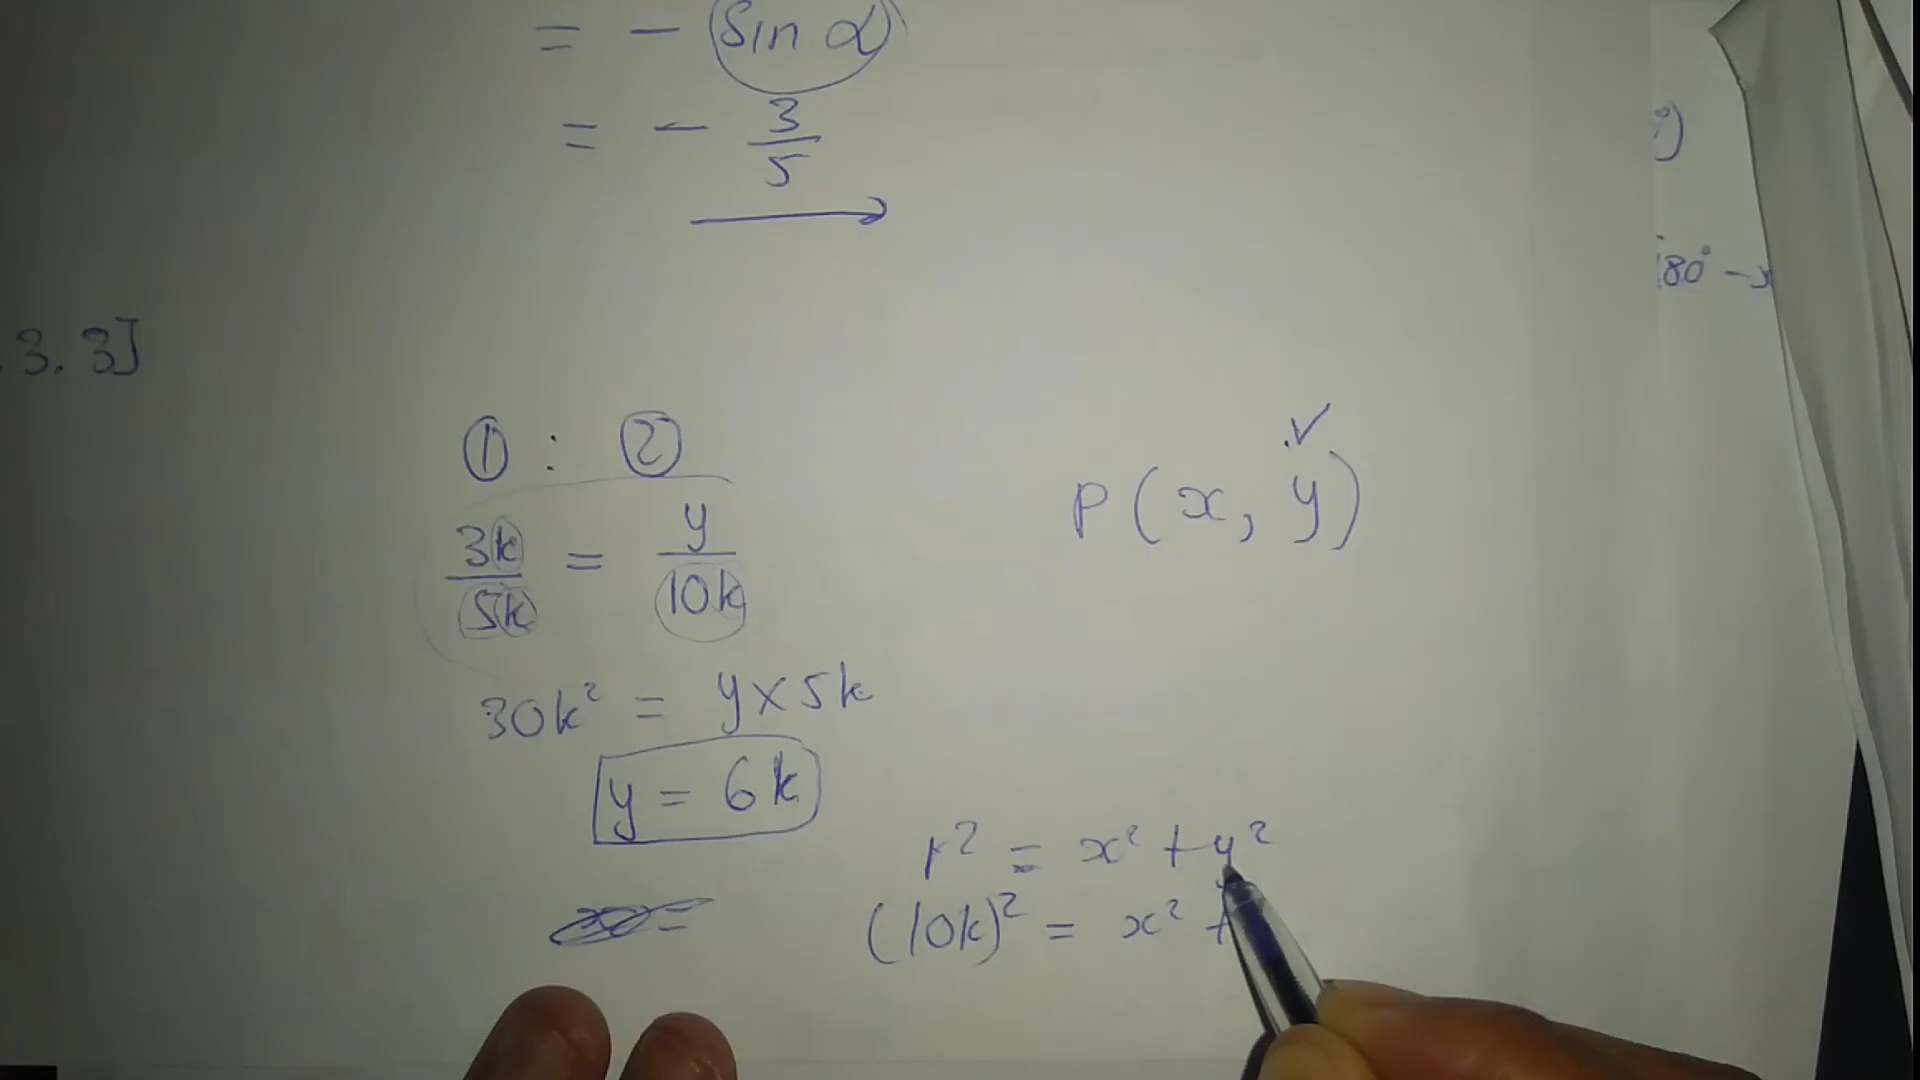 = - sin α
= - 3/5
°)
180° - x
.3.3]
① : ②
3k/5k = y/10k
P(x, y) ✓
30k² = y × 5k
y = 6k
r² = x² + y²
(10k)² = x² +